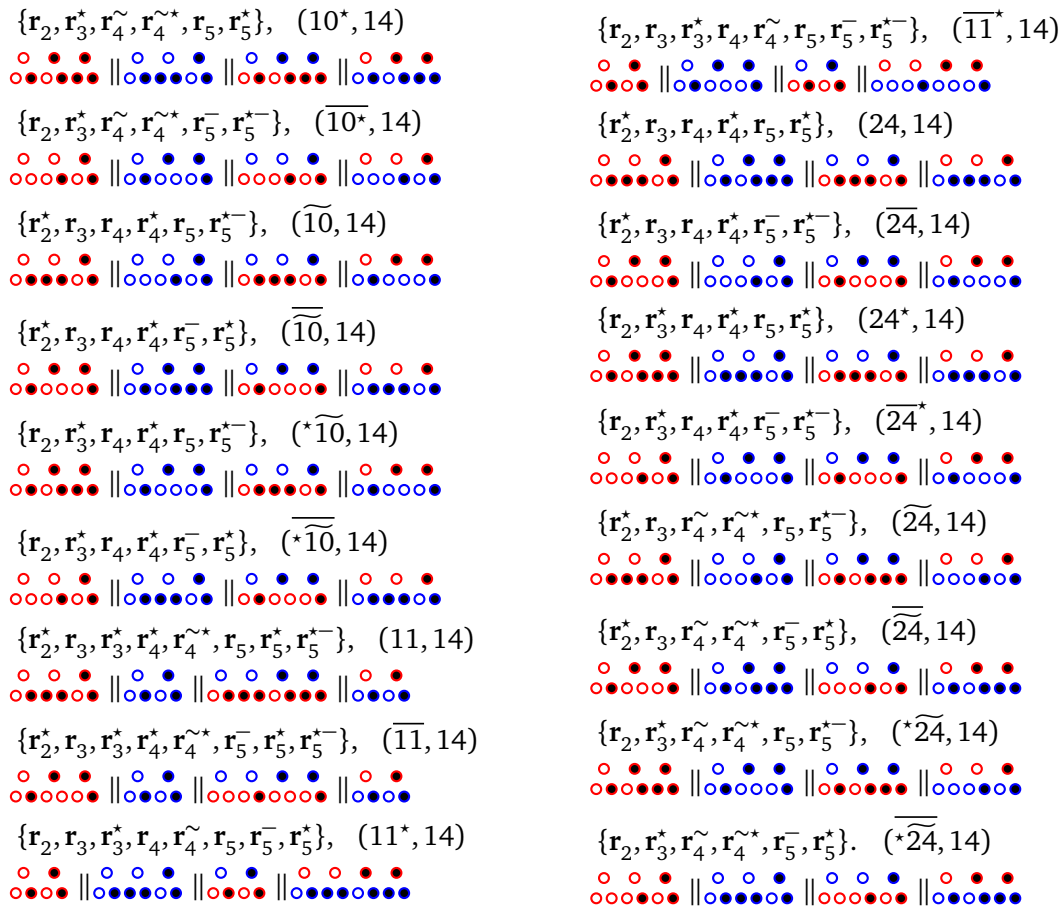 {r₂, r₃⋆, r₄~, r₄~⋆, r₅, r₅⋆}, (10⋆, 14)
{r₂, r₃⋆, r₄~, r₄~⋆, r₅⁻, r₅⋆⁻}, (\overline{10⋆}, 14)
{r₂⋆, r₃, r₄, r₄⋆, r₅, r₅⋆⁻}, (\widetilde{10}, 14)
{r₂⋆, r₃, r₄, r₄⋆, r₅⁻, r₅⋆}, (\overline{\widetilde{10}}, 14)
{r₂, r₃⋆, r₄, r₄⋆, r₅, r₅⋆⁻}, (⋆\widetilde{10}, 14)
{r₂, r₃⋆, r₄, r₄⋆, r₅⁻, r₅⋆}, (\overline{⋆\widetilde{10}}, 14)
{r₂⋆, r₃, r₃⋆, r₄⋆, r₄~⋆, r₅, r₅⋆, r₅⋆⁻}, (11, 14)
{r₂⋆, r₃, r₃⋆, r₄⋆, r₄~⋆, r₅⁻, r₅⋆, r₅⋆⁻}, (\overline{11}, 14)
{r₂, r₃, r₃⋆, r₄, r₄~, r₅, r₅⁻, r₅⋆}, (11⋆, 14)
{r₂, r₃, r₃⋆, r₄, r₄~, r₅, r₅⁻, r₅⋆⁻}, (\overline{11}⋆, 14)
{r₂⋆, r₃, r₄, r₄⋆, r₅, r₅⋆}, (24, 14)
{r₂⋆, r₃, r₄, r₄⋆, r₅⁻, r₅⋆⁻}, (\overline{24}, 14)
{r₂, r₃⋆, r₄, r₄⋆, r₅, r₅⋆}, (24⋆, 14)
{r₂, r₃⋆, r₄, r₄⋆, r₅⁻, r₅⋆⁻}, (\overline{24}⋆, 14)
{r₂⋆, r₃, r₄~, r₄~⋆, r₅, r₅⋆⁻}, (\widetilde{24}, 14)
{r₂⋆, r₃, r₄~, r₄~⋆, r₅⁻, r₅⋆}, (\overline{\widetilde{24}}, 14)
{r₂, r₃⋆, r₄~, r₄~⋆, r₅, r₅⋆⁻}, (⋆\widetilde{24}, 14)
{r₂, r₃⋆, r₄~, r₄~⋆, r₅⁻, r₅⋆}. (\overline{⋆\widetilde{24}}, 14)